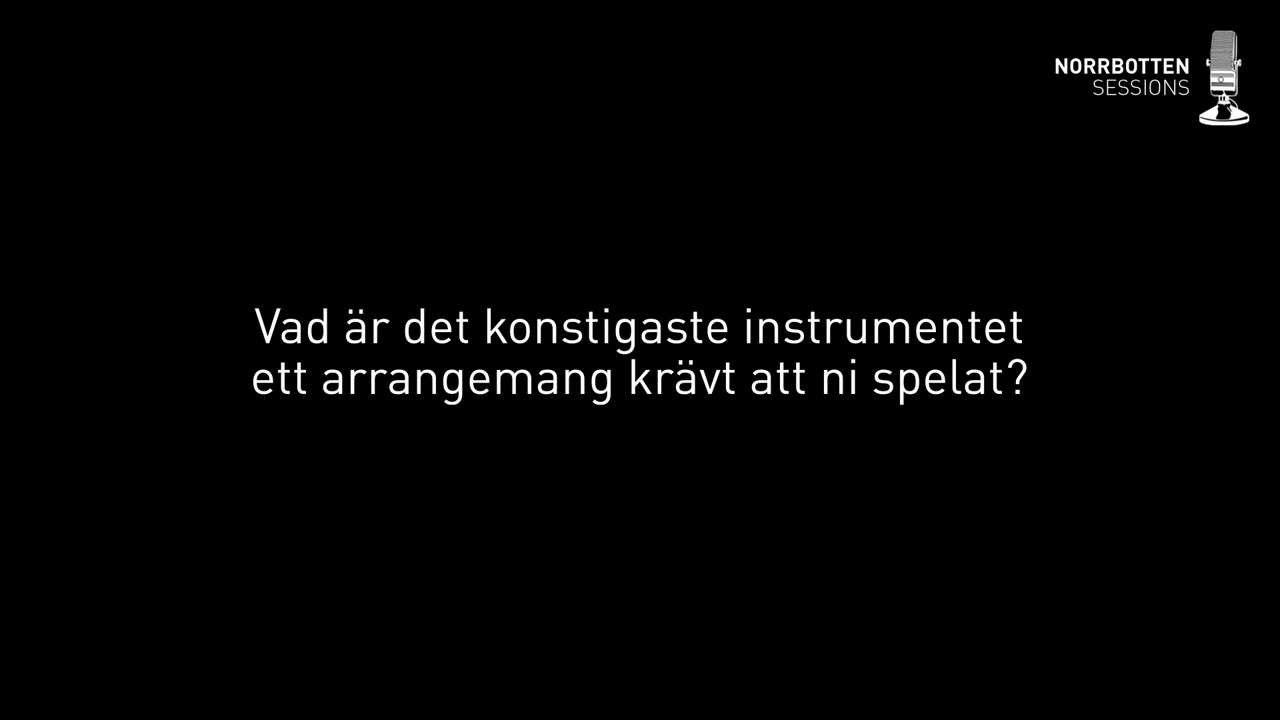 NORRBOTTEN
SESSIONS
Vad är det konstigaste instrumentet
ett arrangemang krävt att ni spelat?